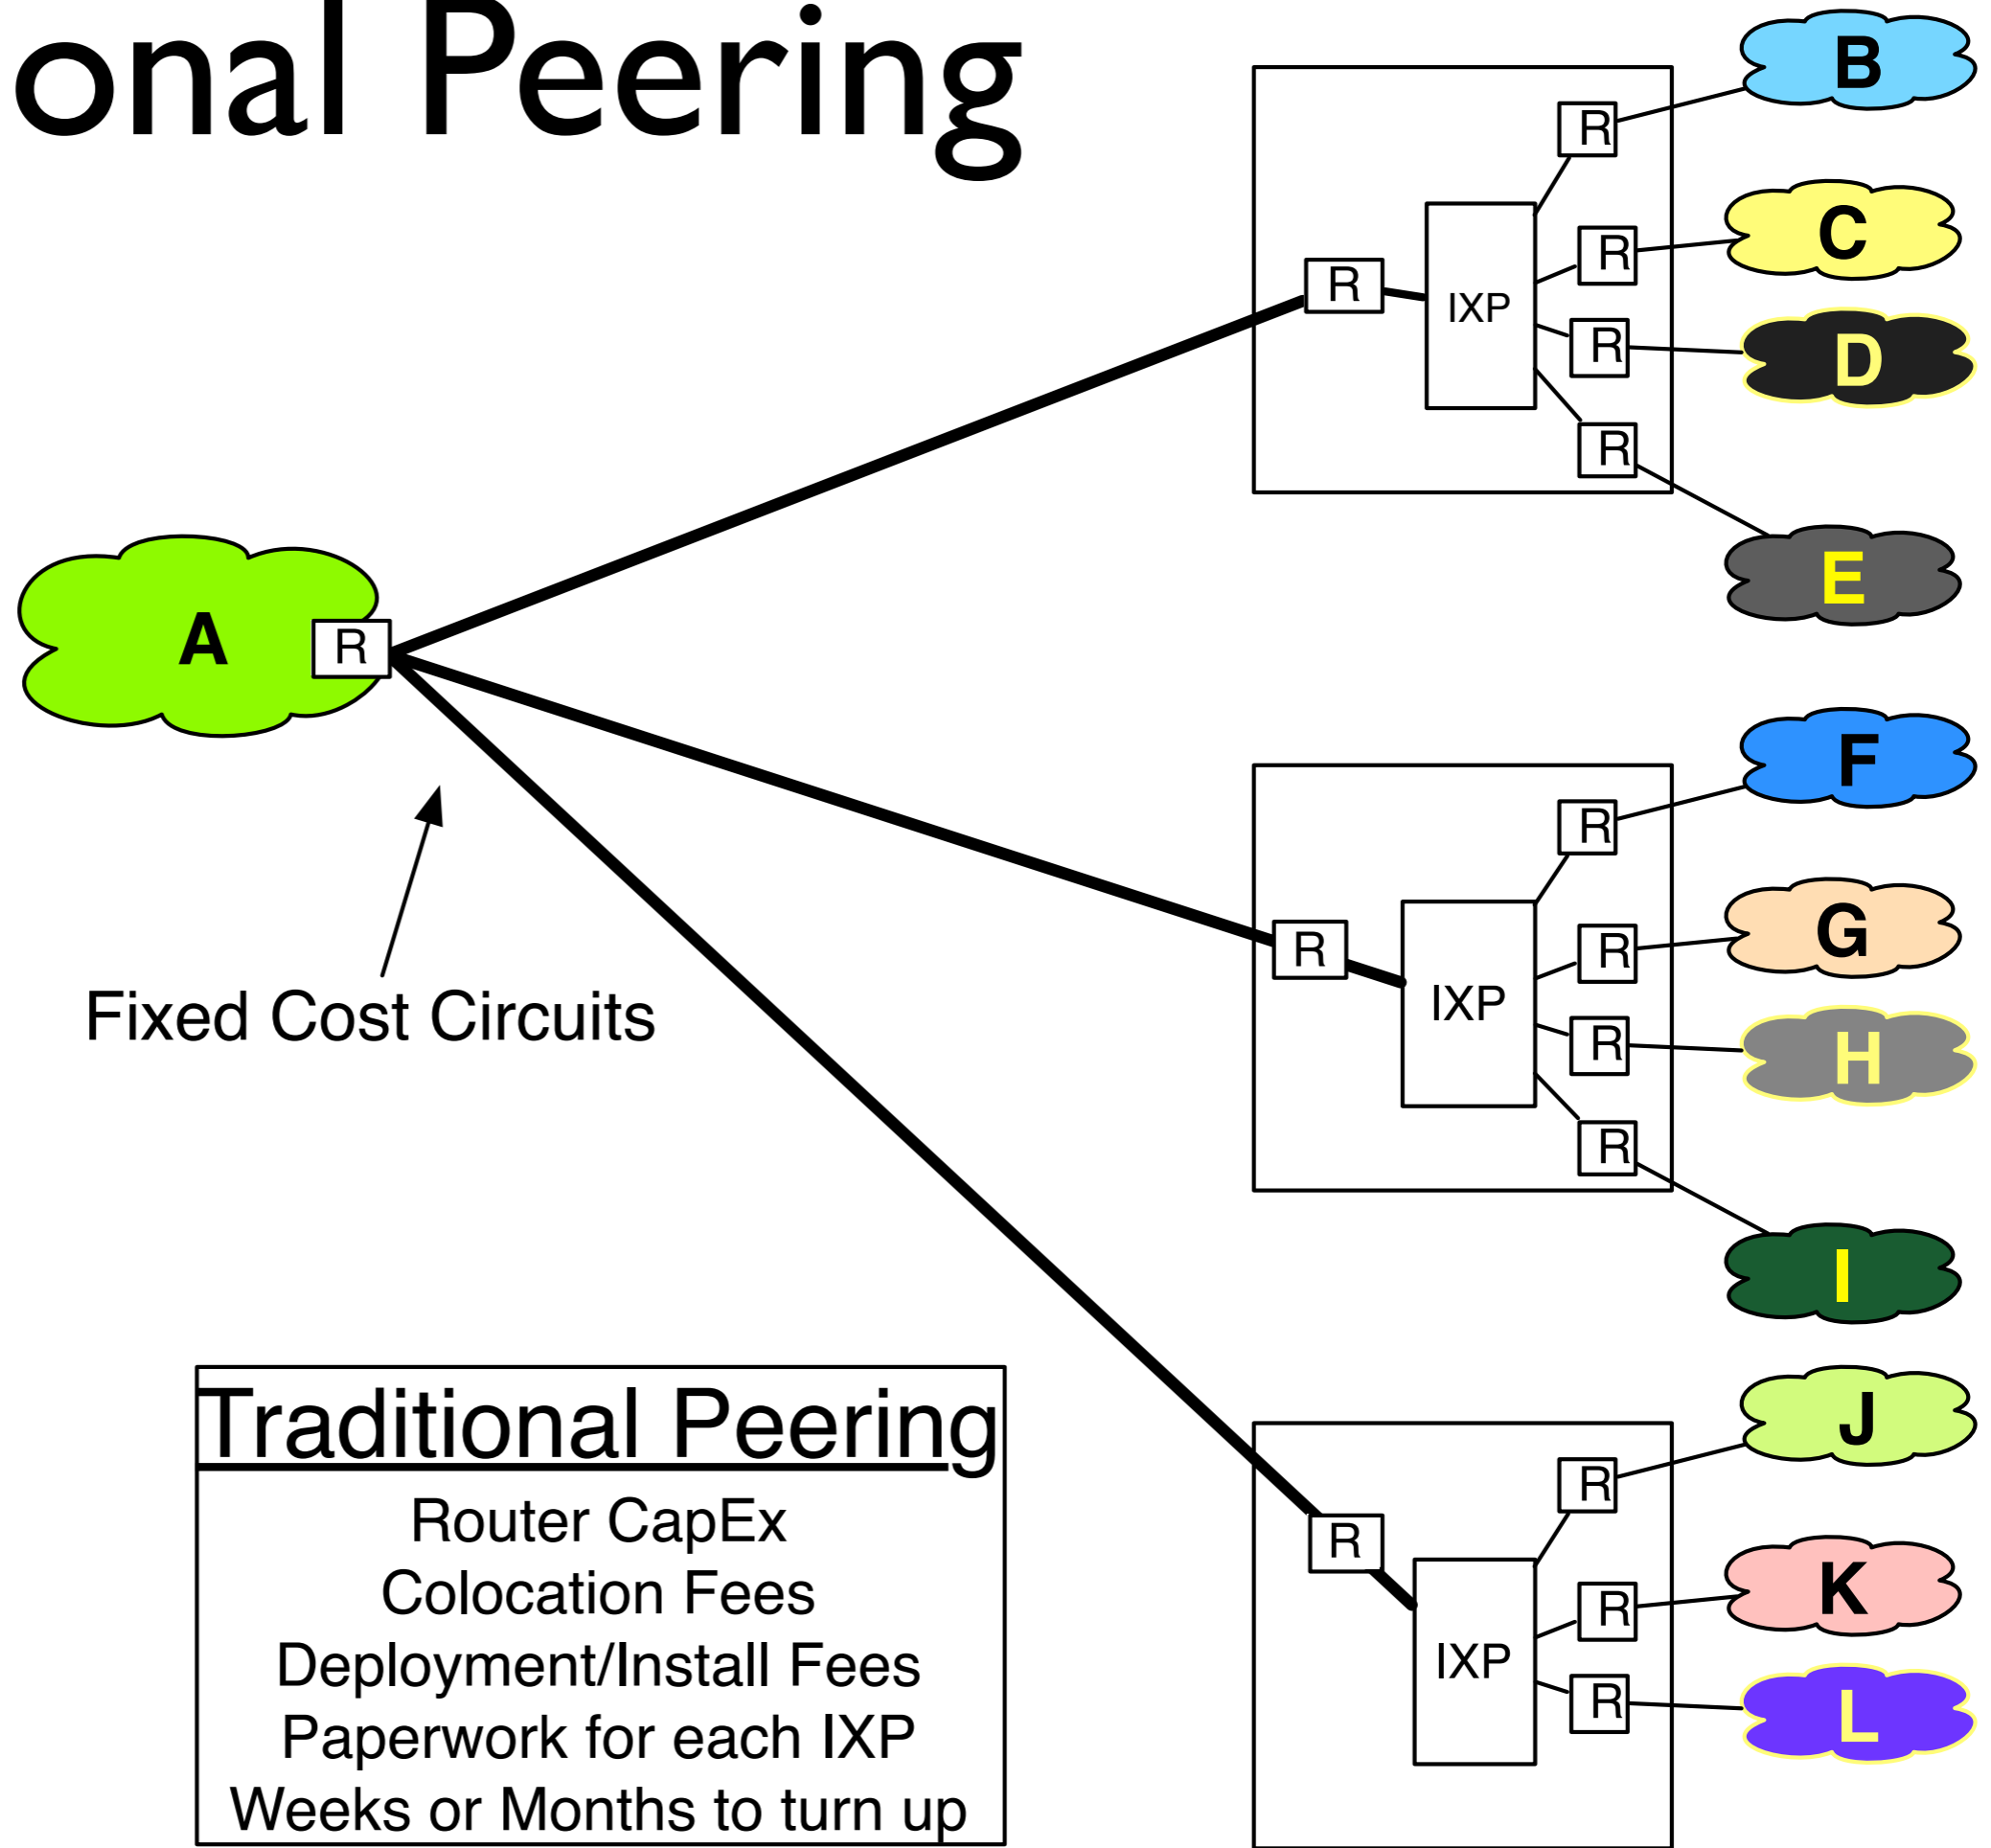 onal Peering
B
R
C
R
R
IXP
D
R
E
R
A
R
F
R
G
R
R
IXP
H
R
I
R
Fixed Cost Circuits
J
R
R
K
R
IXP
L
R
Traditional Peering
Router CapEx
Colocation Fees
Deployment/Install Fees
Paperwork for each IXP
Weeks or Months to turn up